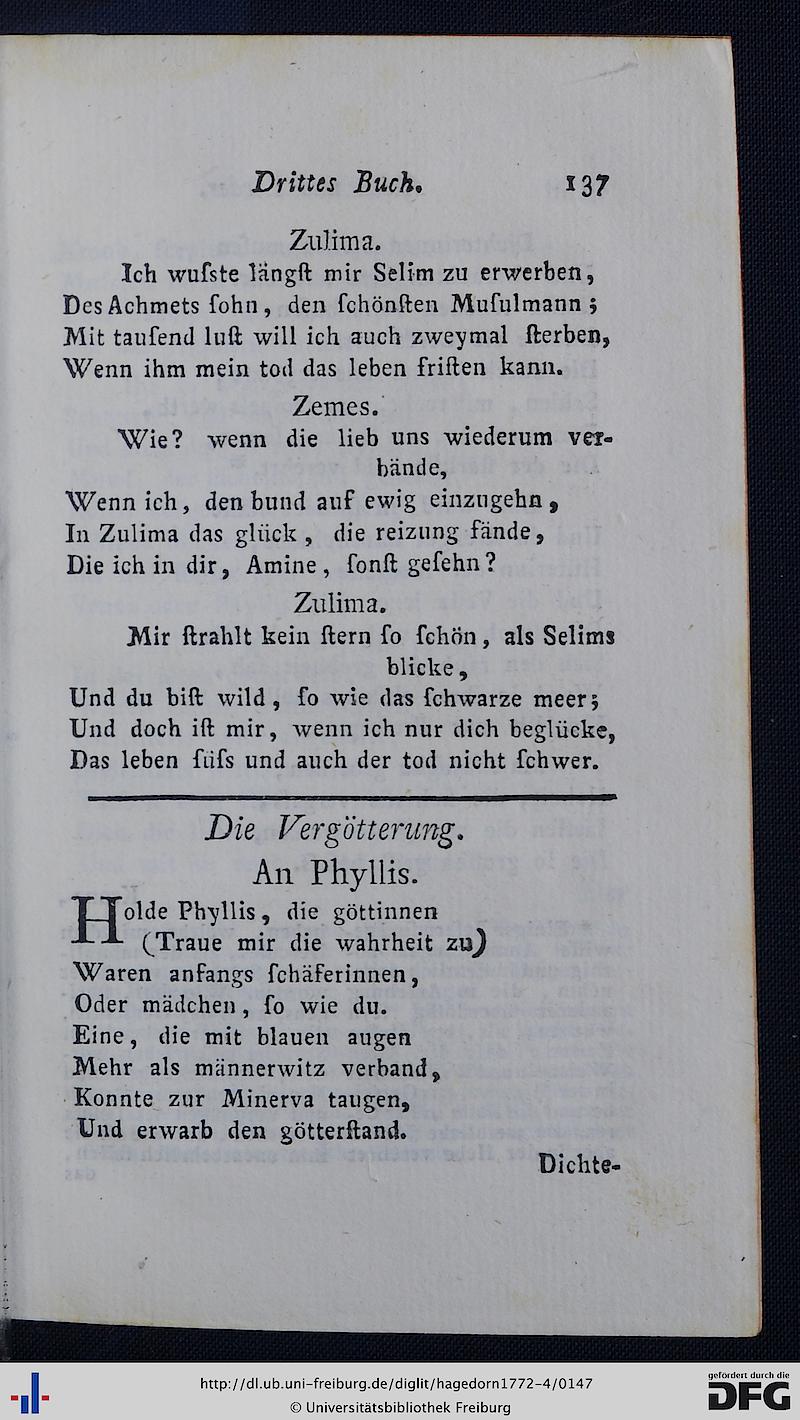 Drittes Buch. 137
Zulima.
Ich wuſste längſt mir Selim zu erwerben,
Des Achmets ſohn, den ſchönſten Muſulmann;
Mit tauſend luſt will ich auch zweymal ſterben,
Wenn ihm mein tod das leben friſten kann.
Zemes.
Wie? wenn die lieb uns wiederum ver-
bände,
Wenn ich, den bund auf ewig einzugehn,
In Zulima das glück, die reizung fände,
Die ich in dir, Amine, ſonſt geſehn?
Zulima.
Mir ſtrahlt kein ſtern ſo ſchön, als Selims
blicke,
Und du biſt wild, ſo wie das ſchwarze meer;
Und doch iſt mir, wenn ich nur dich beglücke,
Das leben ſüſs und auch der tod nicht ſchwer.
Die Vergötterung.
An Phyllis.
Holde Phyllis, die göttinnen
(Traue mir die wahrheit zu)
Waren anfangs ſchäferinnen,
Oder mädchen, ſo wie du.
Eine, die mit blauen augen
Mehr als männerwitz verband,
Konnte zur Minerva taugen,
Und erwarb den götterſtand.
Dichte-
http://dl.ub.uni-freiburg.de/diglit/hagedorn1772-4/0147
© Universitätsbibliothek Freiburg
gefördert durch die
DFG